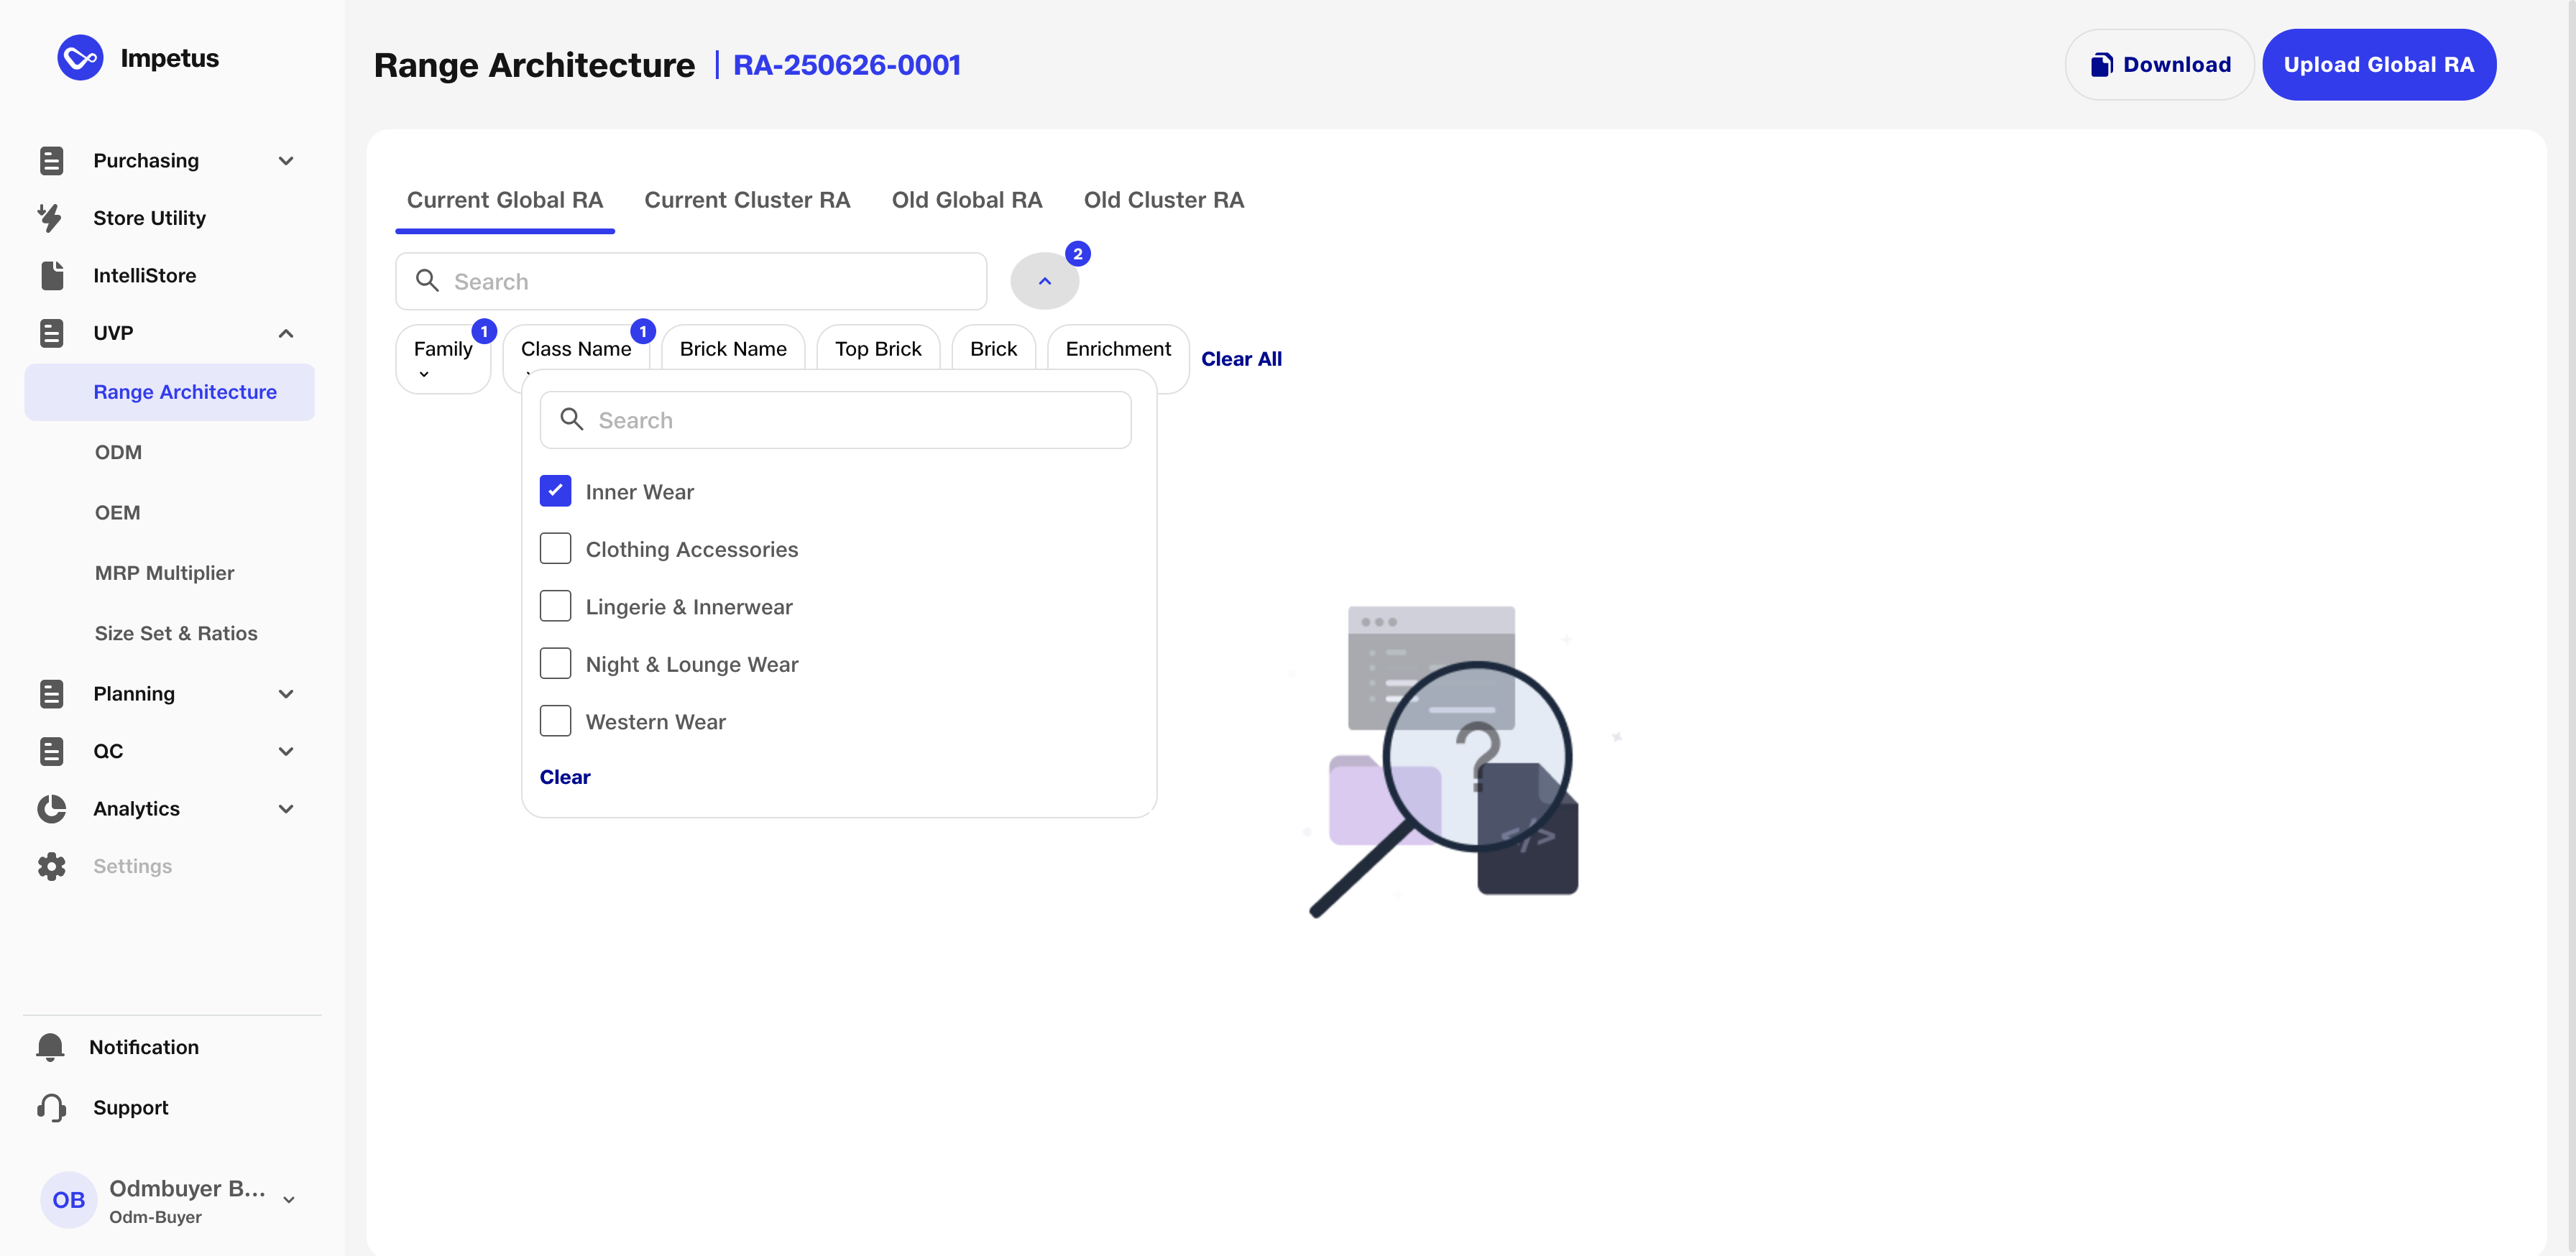 Impetus
Range Architecture
RA-250626-0001
Download
Upload Global RA
Purchasing
Store Utility
IntelliStore
UVP
Range Architecture
ODM
OEM
MRP Multiplier
Size Set & Ratios
Planning
QC
Analytics
Settings
Notification
Support
OB
Odmbuyer B...
Odm-Buyer
Current Global RA
Current Cluster RA
Old Global RA
Old Cluster RA
Search
2
Family
1
Class Name
1
Brick Name
Top Brick
Brick
Enrichment
Clear All
Search
Inner Wear
Clothing Accessories
Lingerie & Innerwear
Night & Lounge Wear
Western Wear
Clear
?
</>